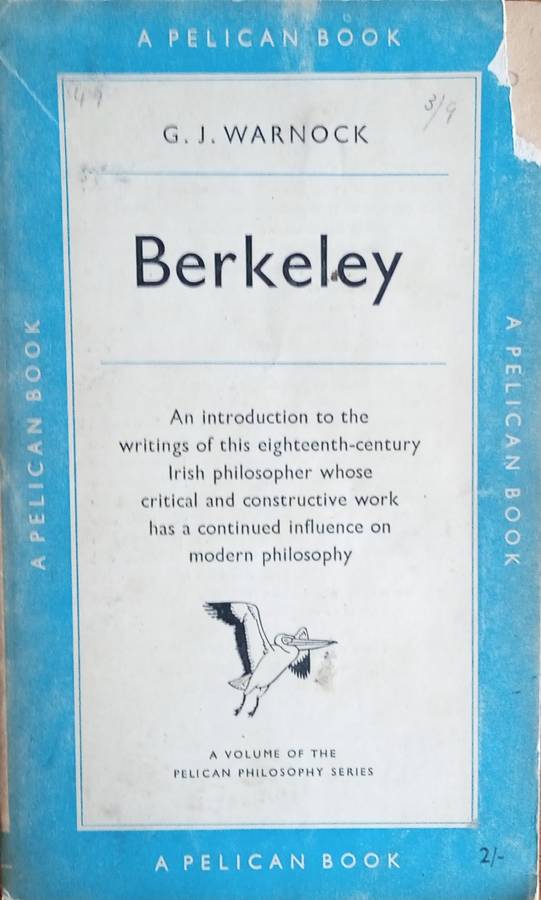 A PELICAN BOOK
49
3/9
G. J. WARNOCK
Berkeley
A PELICAN BOOK
A PELICAN BOOK
An introduction to the
writings of this eighteenth-century
Irish philosopher whose
critical and constructive work
has a continued influence on
modern philosophy
A VOLUME OF THE
PELICAN PHILOSOPHY SERIES
A PELICAN BOOK
2/-